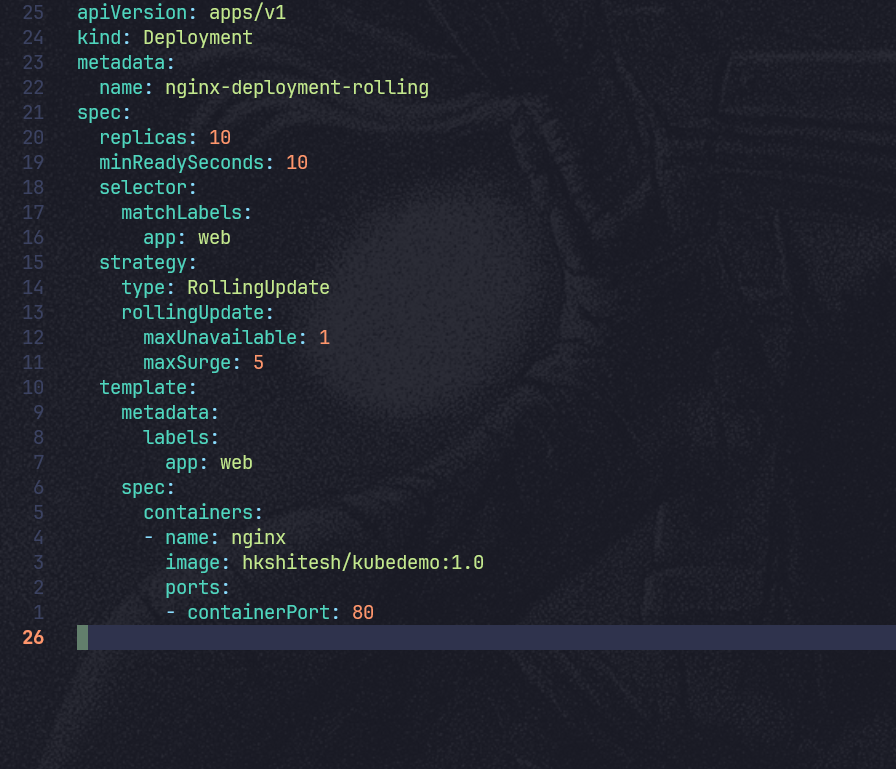 25 apiVersion: apps/v1
24 kind: Deployment
23 metadata:
22   name: nginx-deployment-rolling
21 spec:
20   replicas: 10
19   minReadySeconds: 10
18   selector:
17     matchLabels:
16       app: web
15   strategy:
14     type: RollingUpdate
13     rollingUpdate:
12       maxUnavailable: 1
11       maxSurge: 5
10   template:
9     metadata:
8       labels:
7         app: web
6     spec:
5       containers:
4       - name: nginx
3         image: hkshitesh/kubedemo:1.0
2         ports:
1         - containerPort: 80
26